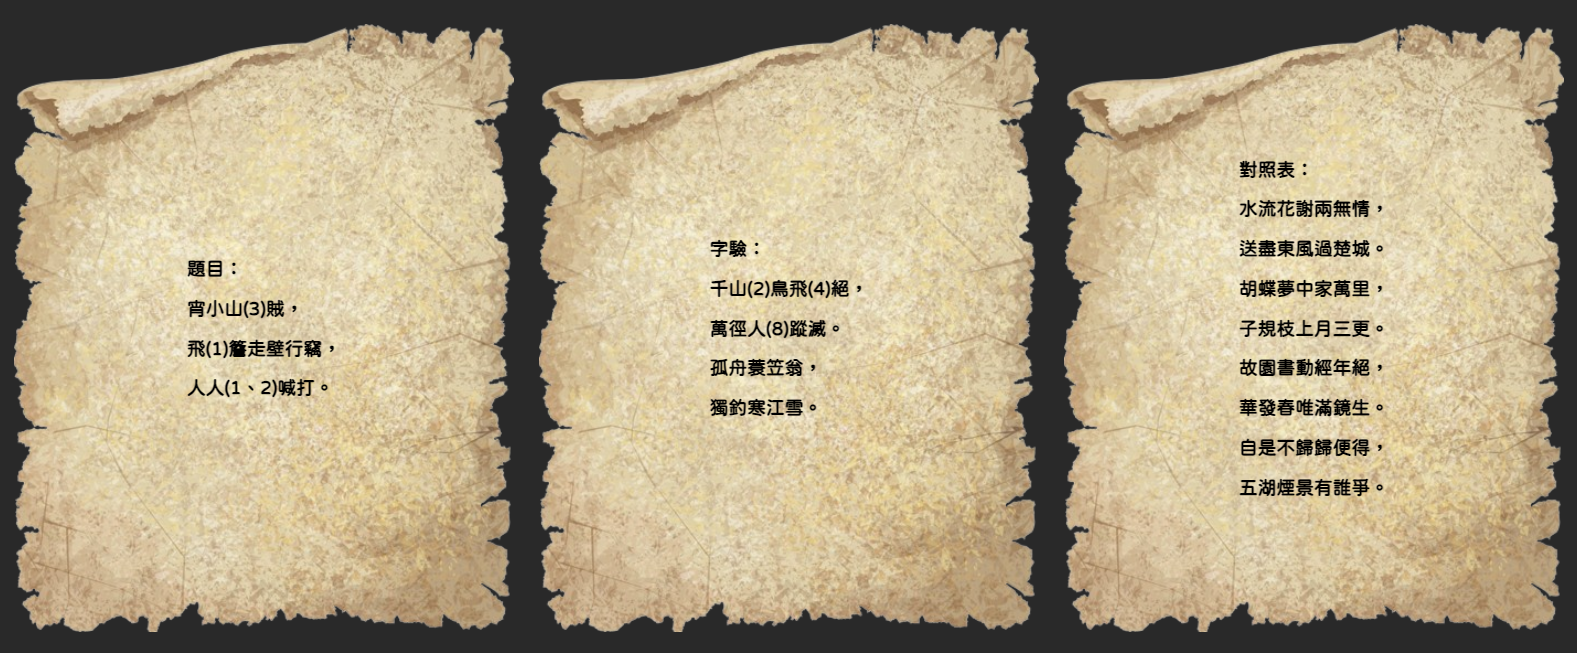 題目：
宵小山(3)賊，
飛(1)簷走壁行竊，
人人(1、2)喊打。
字驗：
千山(2)鳥飛(4)絕，
萬徑人(8)蹤滅。
孤舟蓑笠翁，
獨釣寒江雪。
對照表：
水流花謝兩無情，
送盡東風過楚城。
胡蝶夢中家萬里，
子規枝上月三更。
故園書動經年絕，
華發春唯滿鏡生。
自是不歸歸便得，
五湖煙景有誰爭。